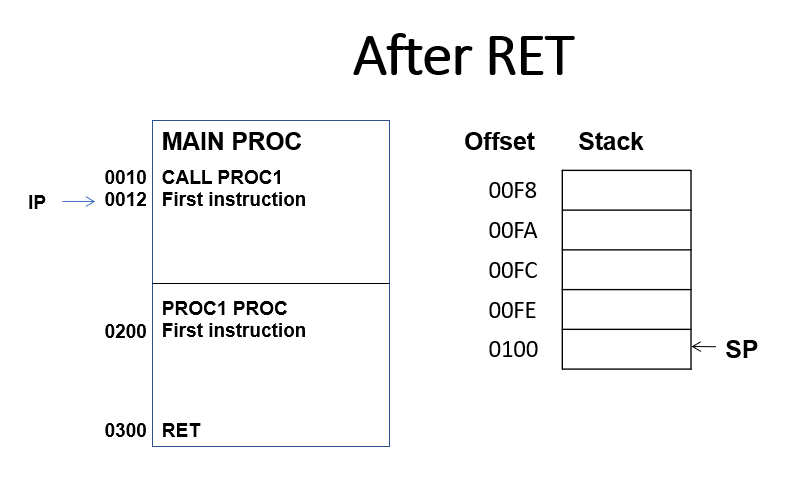 After RET
MAIN PROC
0010 CALL PROC1
IP 0012 First instruction
PROC1 PROC
0200 First instruction
0300 RET
Offset Stack
00F8
00FA
00FC
00FE
0100 SP